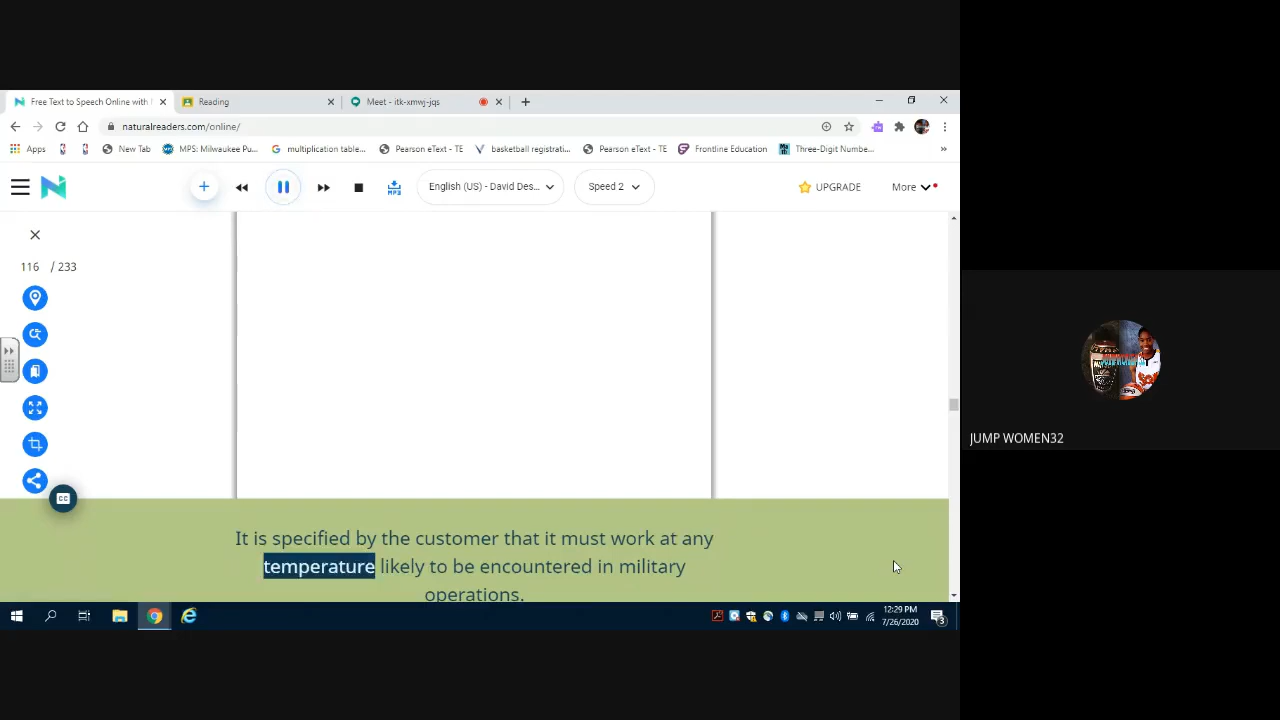 Free Text to Speech Online with
Reading
Meet - itk-xmwj-jqs
naturalreaders.com/online/
Apps
New Tab
MPS: Milwaukee Pu...
multiplication table...
Pearson eText - TE
basketball registrati...
Pearson eText - TE
Frontline Education
Three-Digit Numbe...
MP3
English (US) - David Des...
Speed 2
UPGRADE
More
116 / 233
CC
It is specified by the customer that it must work at any
temperature likely to be encountered in military
operations.
JUMP WOMEN32
12:29 PM
7/26/2020
3